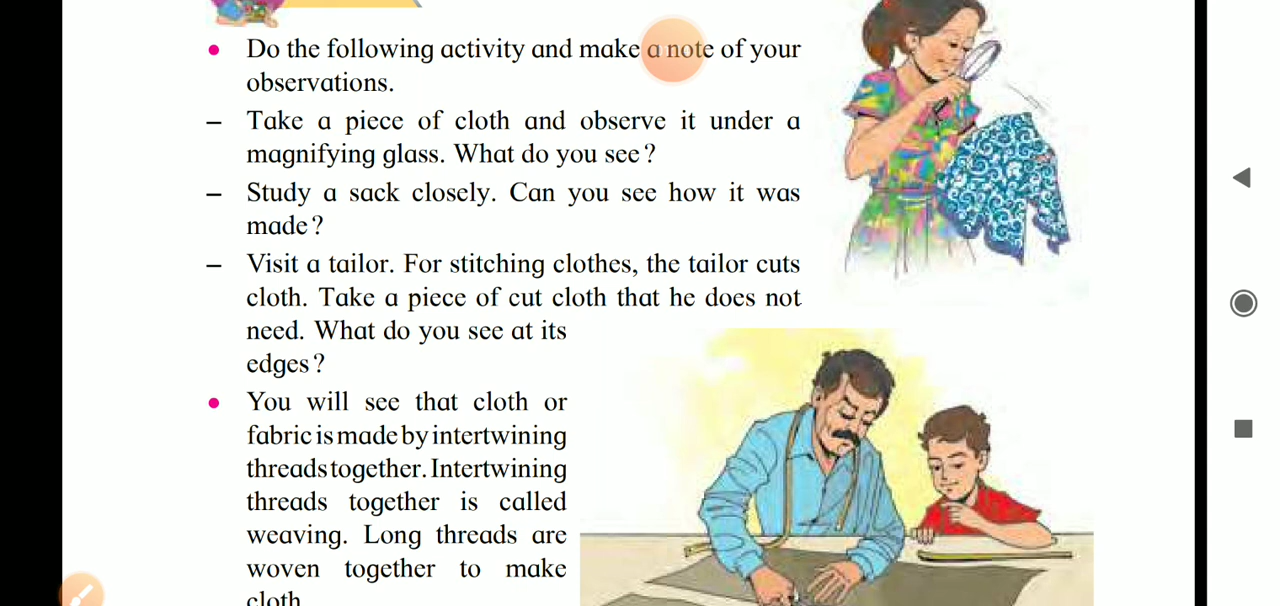 • Do the following activity and make a note of your
observations.
– Take a piece of cloth and observe it under a
magnifying glass. What do you see?
– Study a sack closely. Can you see how it was
made?
– Visit a tailor. For stitching clothes, the tailor cuts
cloth. Take a piece of cut cloth that he does not
need. What do you see at its
edges?
• You will see that cloth or
fabric is made by intertwining
threads together. Intertwining
threads together is called
weaving. Long threads are
woven together to make
cloth